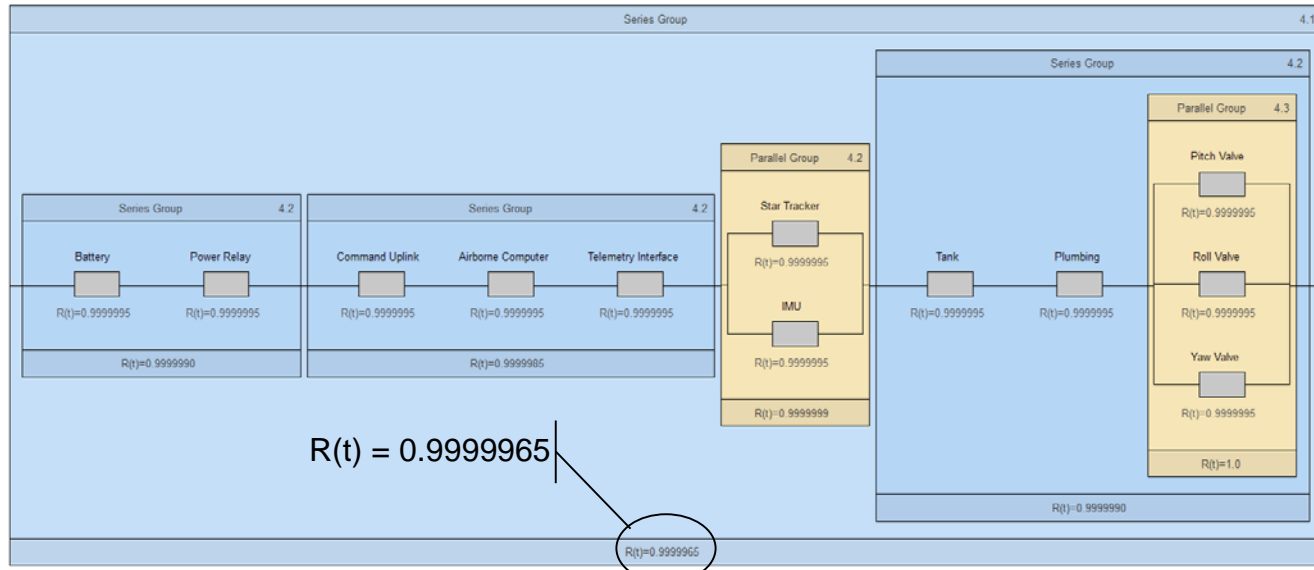 Series Group 4.1
Series Group 4.2
Parallel Group 4.3
Pitch Valve
R(t)=0.9999995
Parallel Group 4.2
Star Tracker
R(t)=0.9999995
Series Group 4.2
Series Group 4.2
Battery Power Relay Command Uplink Airborne Computer Telemetry Interface Tank Plumbing Roll Valve
R(t)=0.9999995 R(t)=0.9999995 R(t)=0.9999995 R(t)=0.9999995 R(t)=0.9999995 R(t)=0.9999995 R(t)=0.9999995 R(t)=0.9999995
IMU
R(t)=0.9999995
Yaw Valve
R(t)=0.9999995
R(t)=0.9999990 R(t)=0.9999985
R(t)=0.9999999
R(t)=1.0
R(t) = 0.9999965
R(t)=0.9999990
R(t)=0.9999965